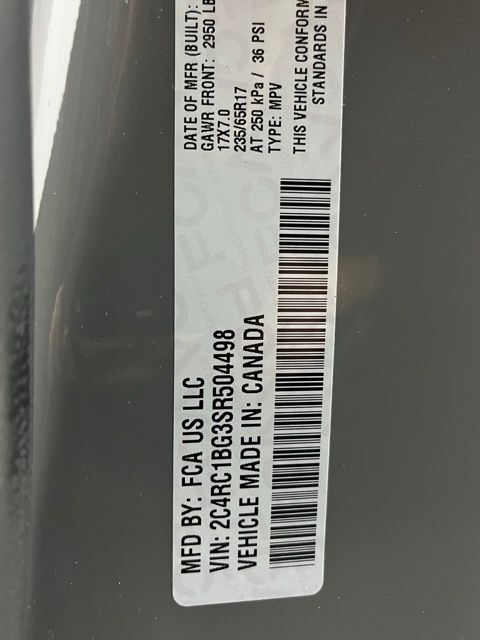 MFD BY: FCA US LLC
VIN: 2C4RC1BG3SR504498
VEHICLE MADE IN: CANADA
DATE OF MFR (BUILT):
GAWR FRONT: 2950 LB
17X7.0
235/65R17
AT 250 kPa / 36 PSI
TYPE: MPV
THIS VEHICLE CONFORM
STANDARDS IN